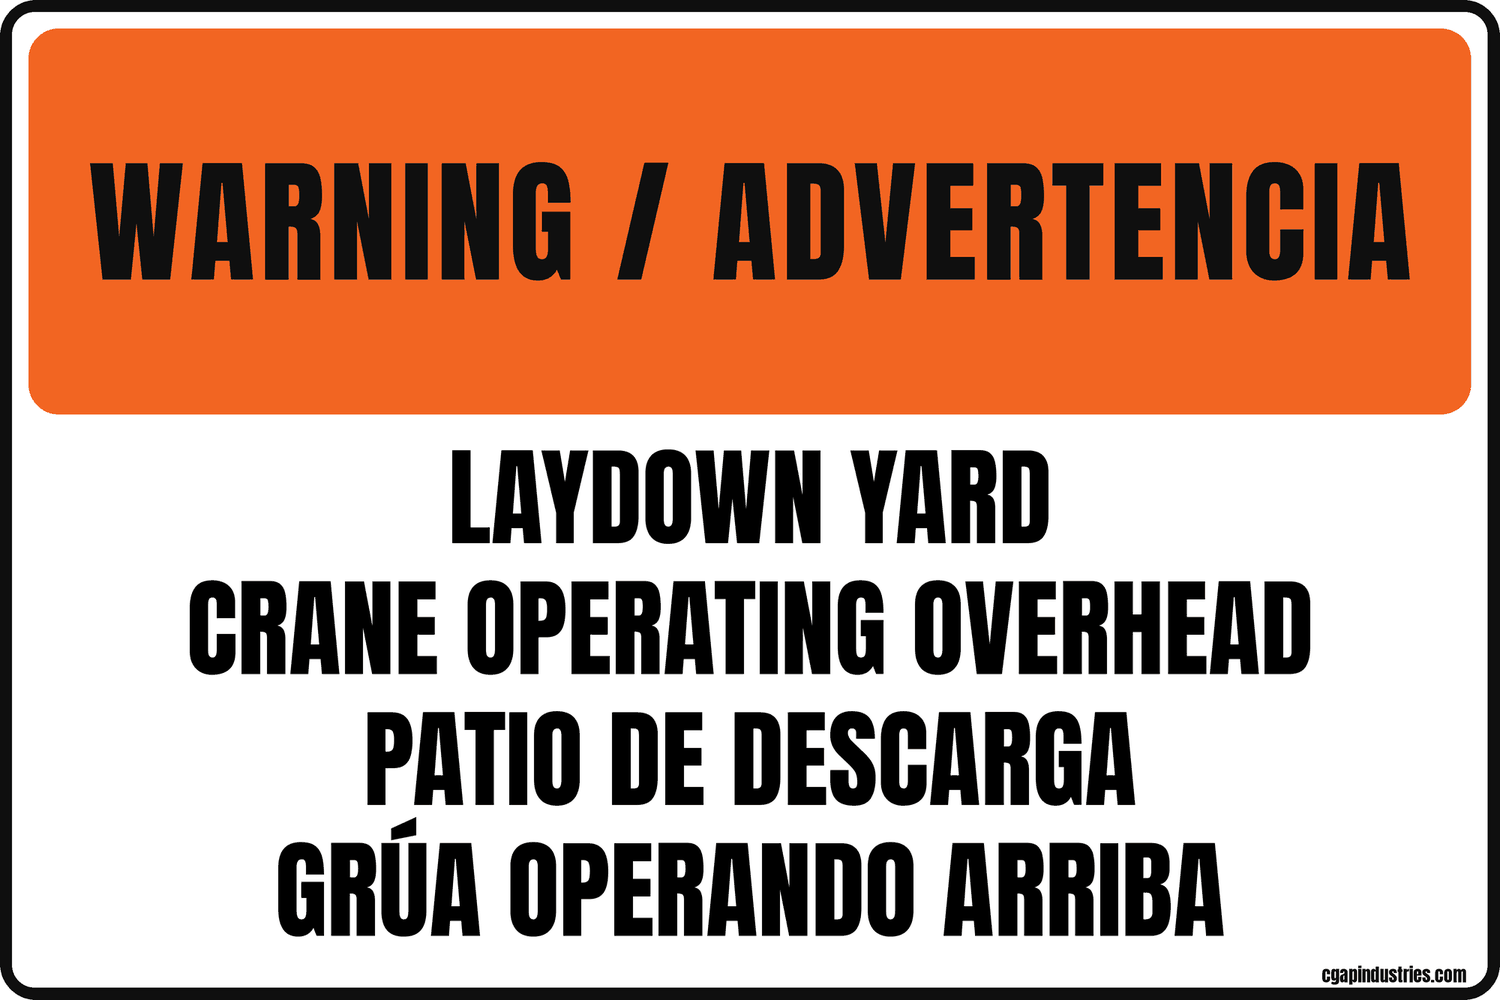 WARNING / ADVERTENCIA
LAYDOWN YARD
CRANE OPERATING OVERHEAD
PATIO DE DESCARGA
GRÚA OPERANDO ARRIBA
cgapindustries.com